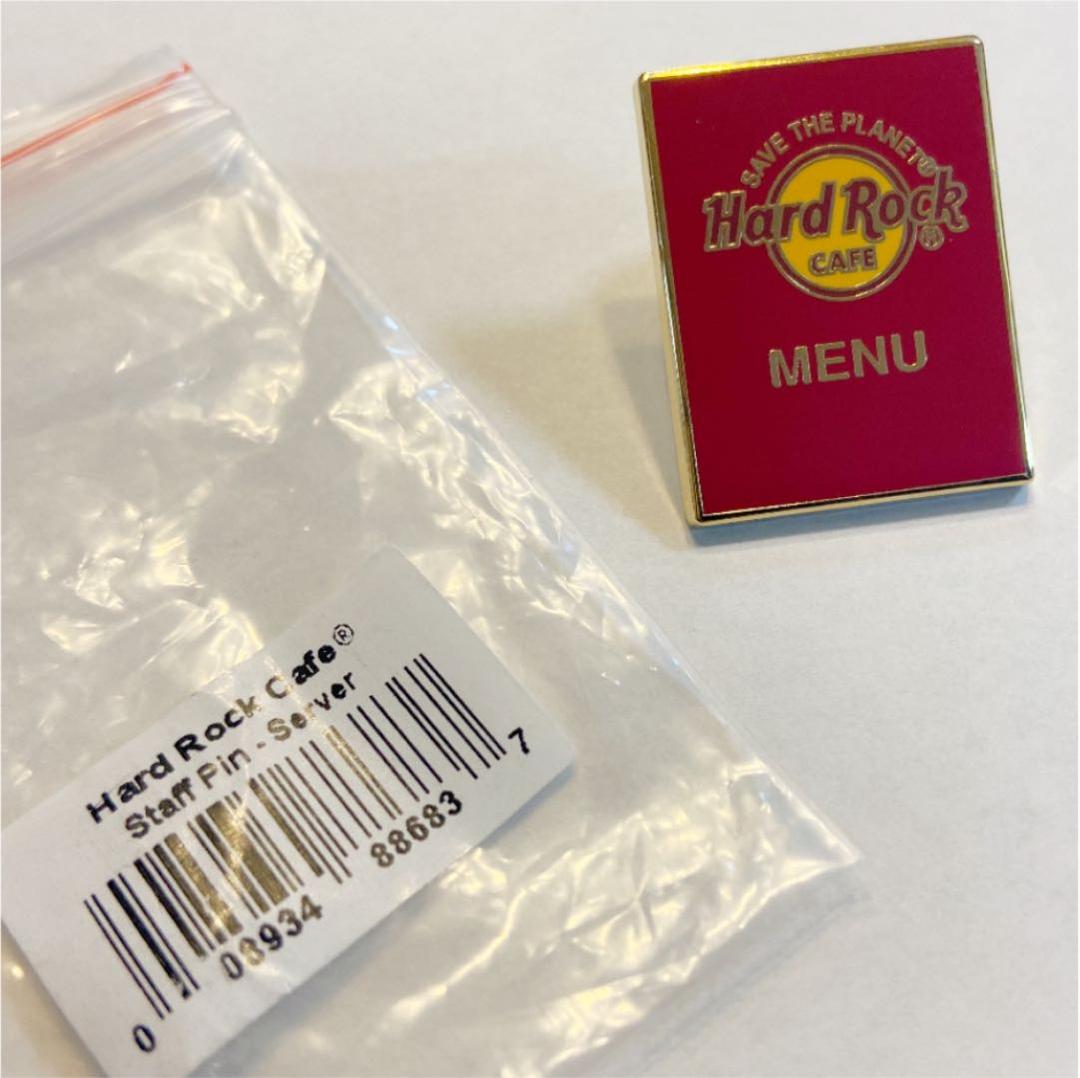 SAVE THE PLANET®
Hard Rock®
CAFE
MENU
Hard Rock Cafe®
Staff Pin - Server
0 08934 88683 7